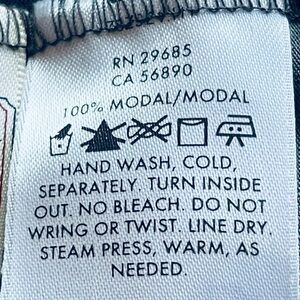 RN 29685
CA 56890
100% MODAL/MODAL
HAND WASH, COLD,
SEPARATELY. TURN INSIDE
OUT. NO BLEACH. DO NOT
WRING OR TWIST. LINE DRY.
STEAM PRESS, WARM, AS
NEEDED.